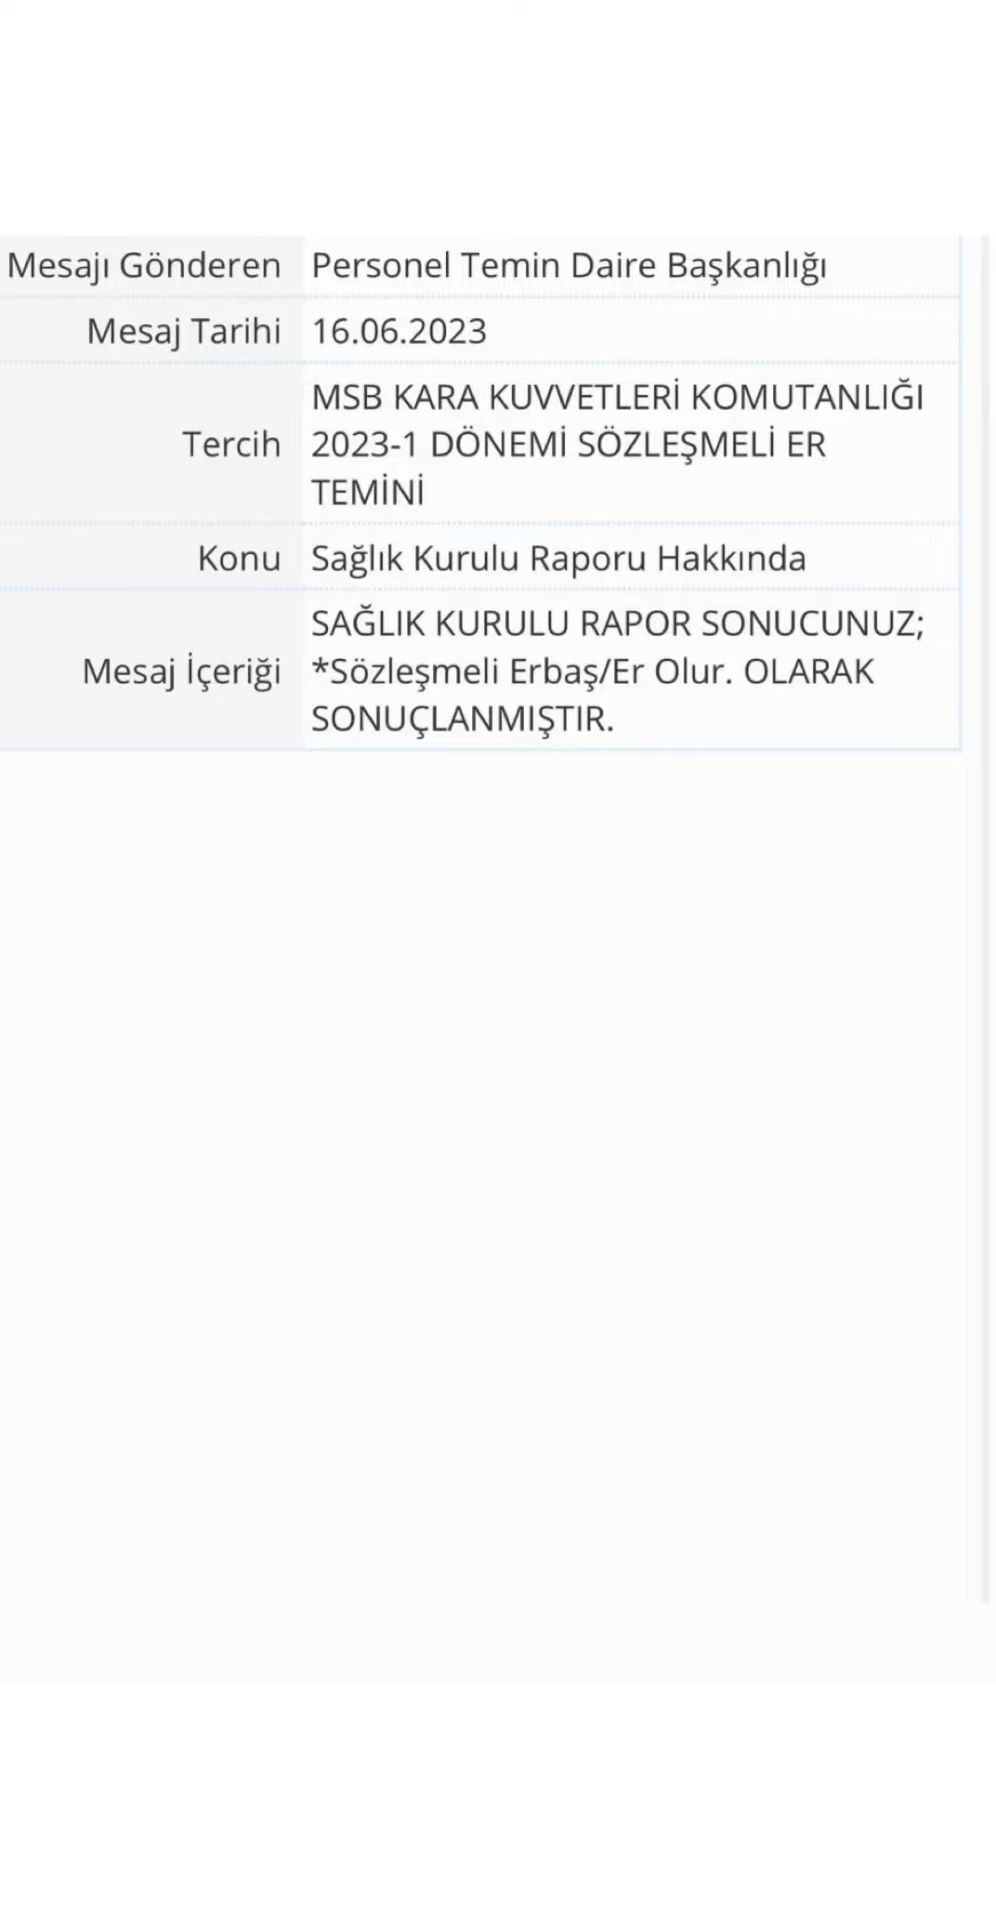 Mesajı Gönderen Personel Temin Daire Başkanlığı
Mesaj Tarihi 16.06.2023
MSB KARA KUVVETLERİ KOMUTANLIĞI
Tercih 2023-1 DÖNEMİ SÖZLEŞMELİ ER
TEMİNİ
Konu Sağlık Kurulu Raporu Hakkında
SAĞLIK KURULU RAPOR SONUCUNUZ;
Mesaj İçeriği *Sözleşmeli Erbaş/Er Olur. OLARAK
SONUÇLANMIŞTIR.